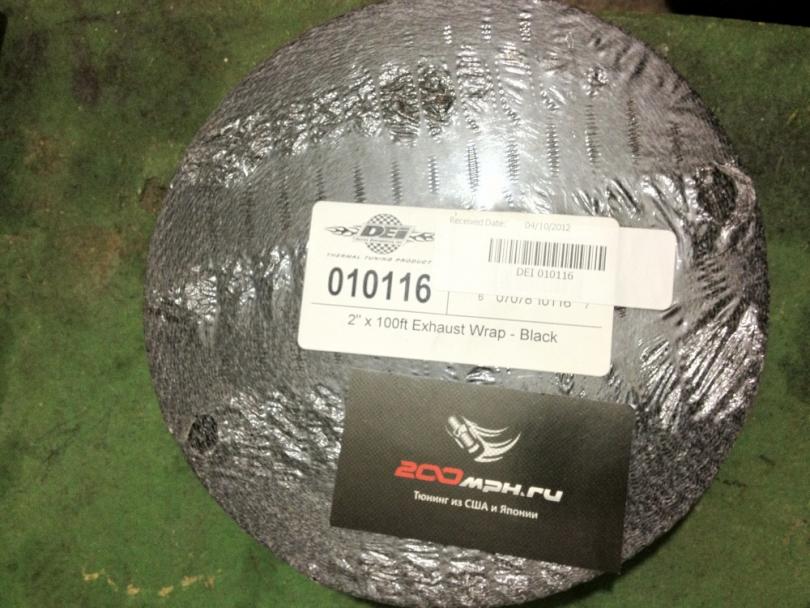 DEI
THERMAL TUNING PRODUCT
010116
Received Date: 04/10/2012
DEI 010116
2" x 100ft Exhaust Wrap - Black
200mph.ru
Тюнинг из США и Японии